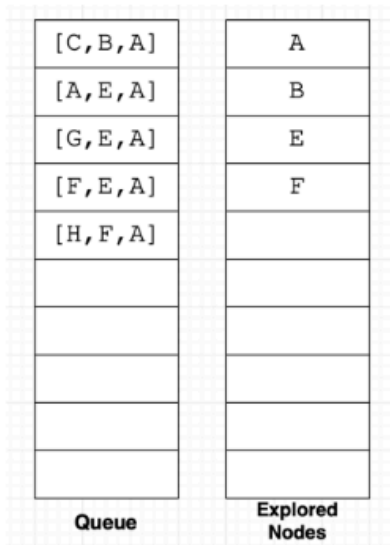 [C,B,A] A
[A,E,A] B
[G,E,A] E
[F,E,A] F
[H,F,A]
Queue Explored
Nodes